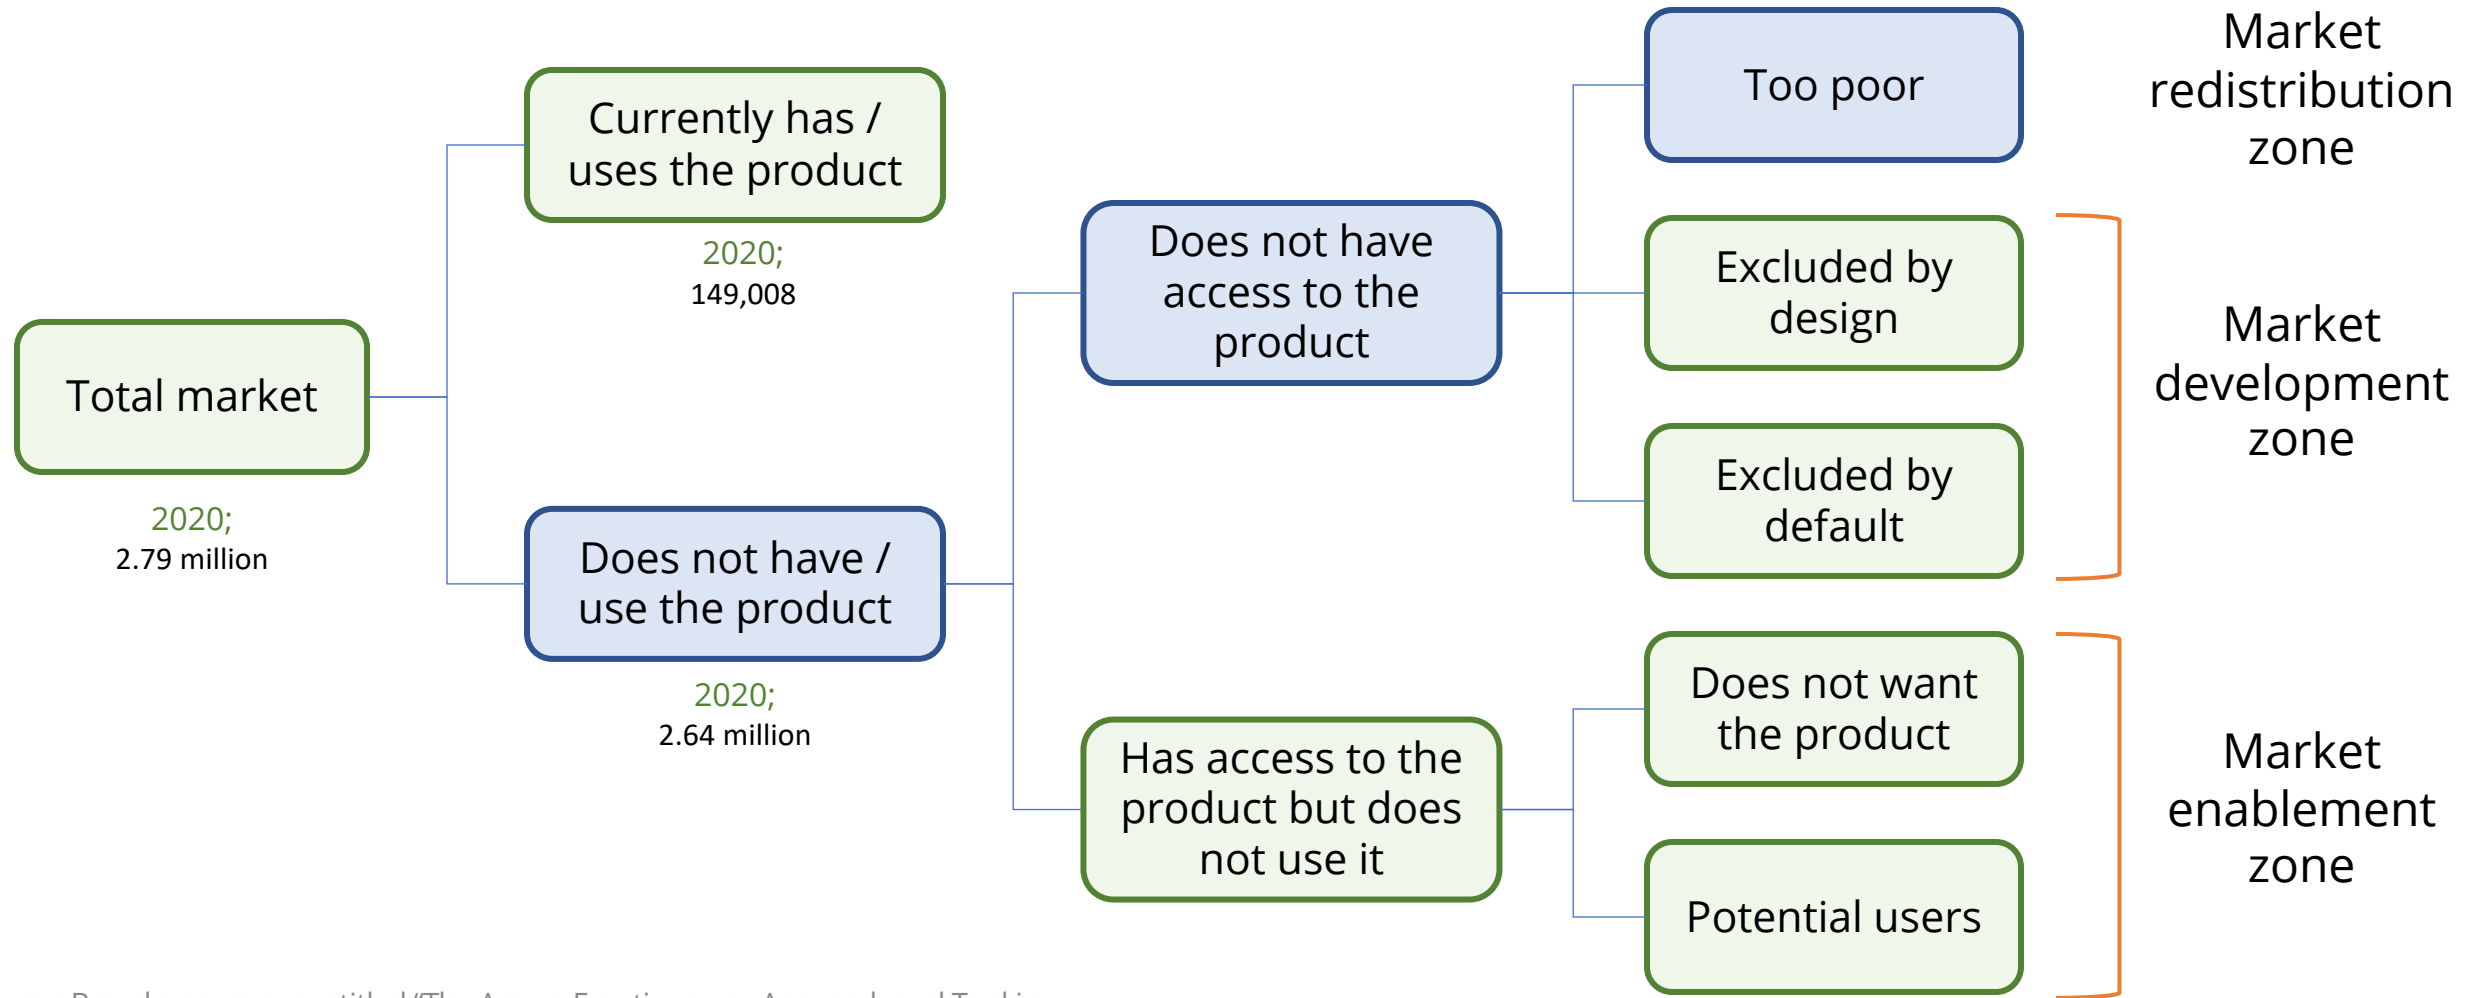 Total market
2020;
2.79 million
Currently has /
uses the product
2020;
149,008
Does not have /
use the product
2020;
2.64 million
Does not have
access to the
product
Has access to the
product but does
not use it
Too poor
Excluded by
design
Excluded by
default
Does not want
the product
Potential users
Market
redistribution
zone
Market
development
zone
Market
enablement
zone